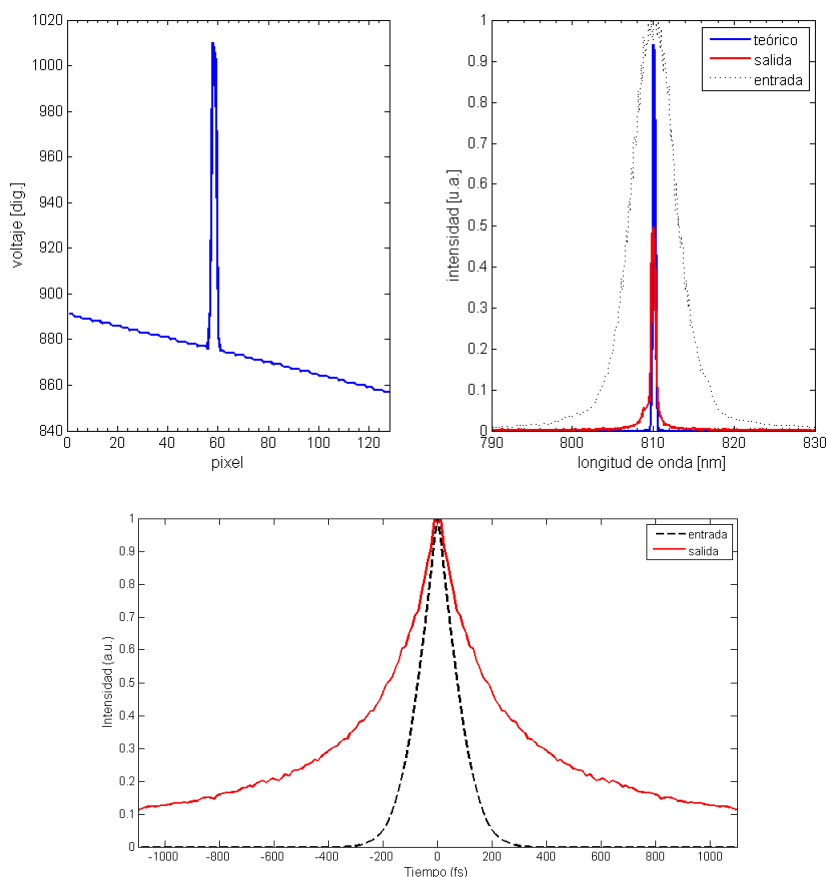 1020
1000
980
960
940
920
900
880
860
840
0 20 40 60 80 100 120
voltaje [dig.]
pixel
1
0.9
0.8
0.7
0.6
0.5
0.4
0.3
0.2
0.1
0
790 800 810 820 830
intensidad [u.a.]
longitud de onda [nm]
teórico
salida
entrada
1
0.9
0.8
0.7
0.6
0.5
0.4
0.3
0.2
0.1
0
-1000 -800 -600 -400 -200 0 200 400 600 800 1000
Intensidad (a.u.)
Tiempo (fs)
entrada
salida